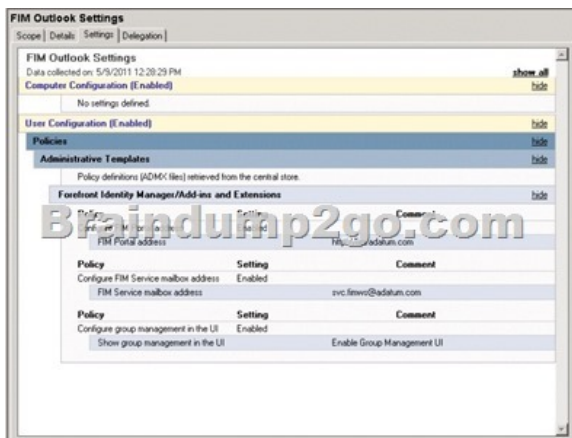 FIM Outlook Settings
Scope Details Settings Delegation
FIM Outlook Settings
Data collected on: 5/9/2011 12:28:29 PM show all
Computer Configuration (Enabled) hide
No settings defined.
User Configuration (Enabled) hide
Policies hide
Administrative Templates hide
Policy definitions (ADMX files) retrieved from the central store.
Forefront Identity Manager/Add-ins and Extensions hide
Policy Setting Comment
Braindump2go.com
FIM Portal address
Policy Setting Comment
Configure FIM Service mailbox address Enabled
FIM Service mailbox address svc.fimws@adatum.com
Policy Setting Comment
Configure group management in the UI Enabled
Show group management in the UI Enable Group Management UI